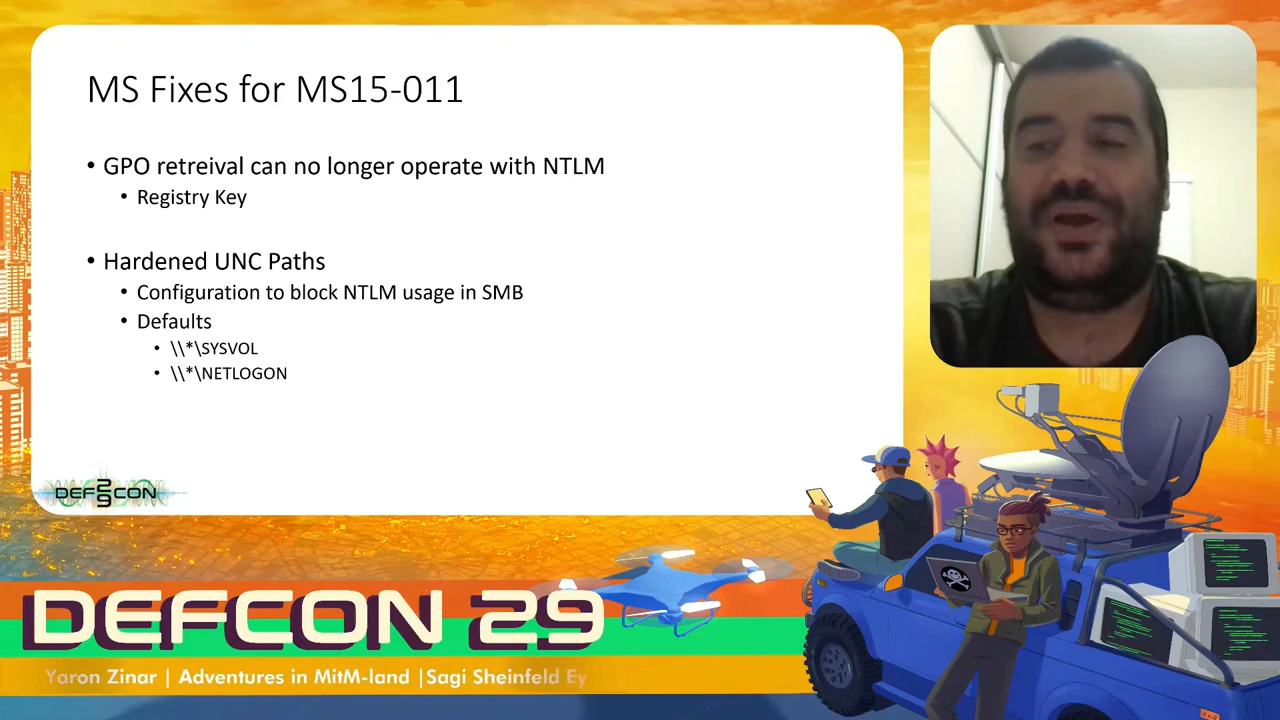 MS Fixes for MS15-011
• GPO retreival can no longer operate with NTLM
• Registry Key
• Hardened UNC Paths
• Configuration to block NTLM usage in SMB
• Defaults
• \\*\SYSVOL
• \\*\NETLOGON
DEF CON
29
DEFCON 29
Yaron Zinar | Adventures in MitM-land |Sagi Sheinfeld Ey